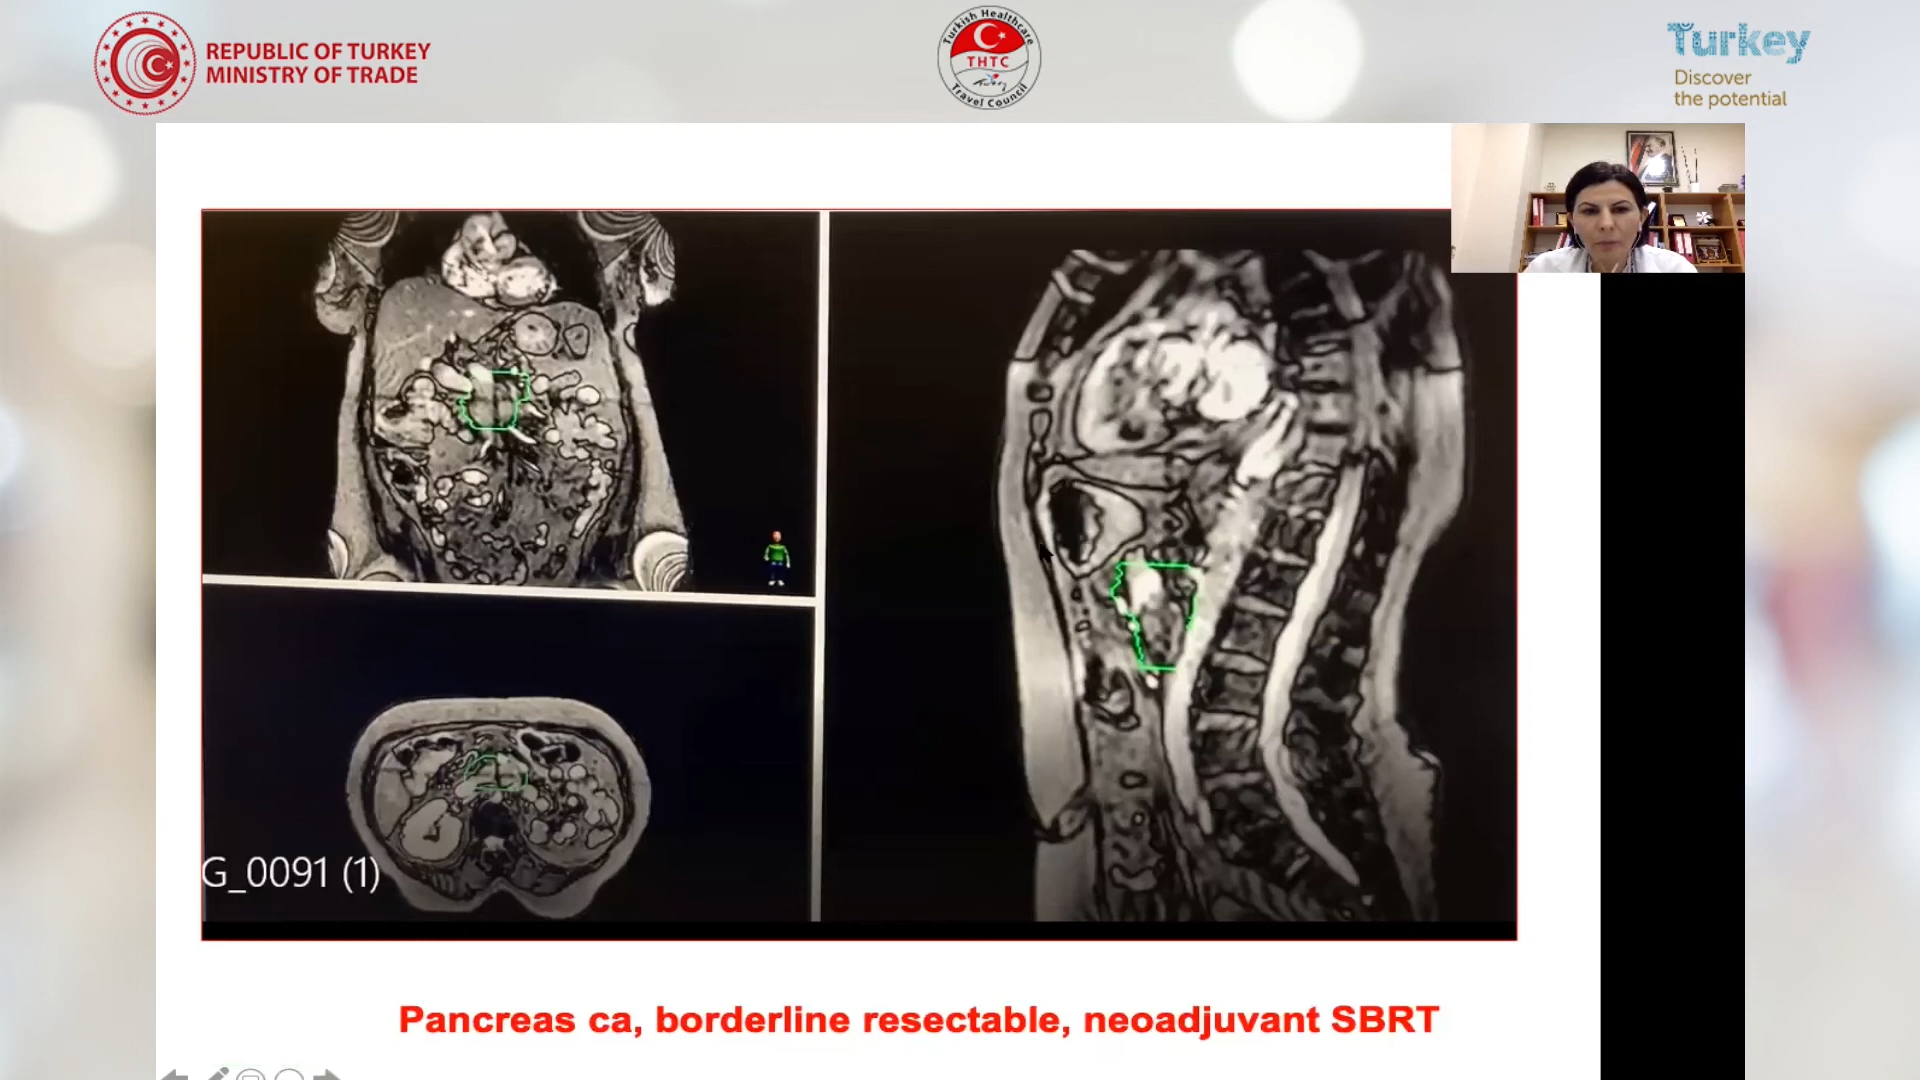 REPUBLIC OF TURKEY
MINISTRY OF TRADE
Turkish Healthcare
THTC
Travel Council
Turkey
Discover
the potential
G_0091 (1)
Pancreas ca, borderline resectable, neoadjuvant SBRT